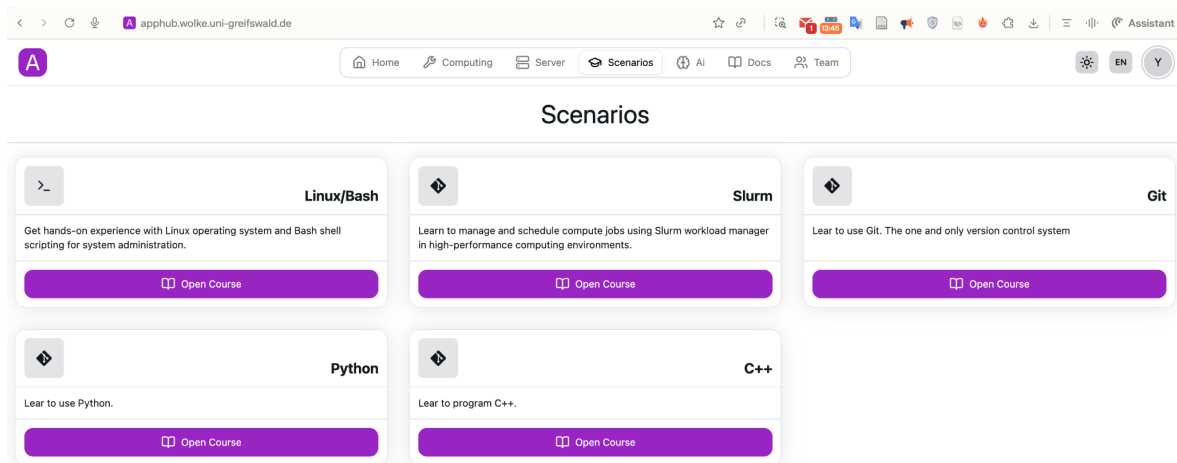 A apphub.wolke.uni-greifswald.de
1
13:45
Assistant
A
Home
Computing
Server
Scenarios
Ai
Docs
Team
EN
Y
Scenarios
>_
Linux/Bash
Get hands-on experience with Linux operating system and Bash shell
scripting for system administration.
Open Course
Slurm
Learn to manage and schedule compute jobs using Slurm workload manager
in high-performance computing environments.
Open Course
Git
Lear to use Git. The one and only version control system
Open Course
Python
Lear to use Python.
Open Course
C++
Lear to program C++.
Open Course